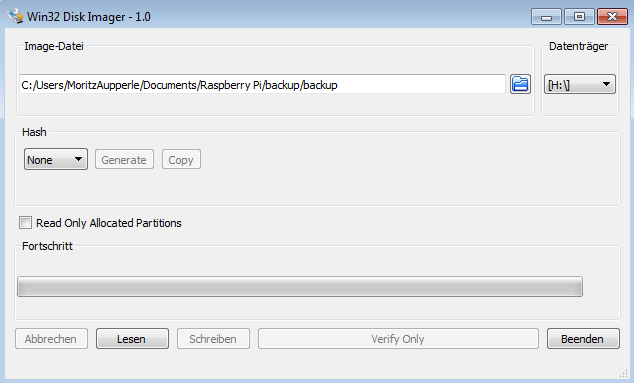 Win32 Disk Imager - 1.0
Image-Datei
Datenträger
C:/Users/MoritzAupperle/Documents/Raspberry Pi/backup/backup
[H:\]
Hash
None
Generate
Copy
Read Only Allocated Partitions
Fortschritt
Abbrechen
Lesen
Schreiben
Verify Only
Beenden